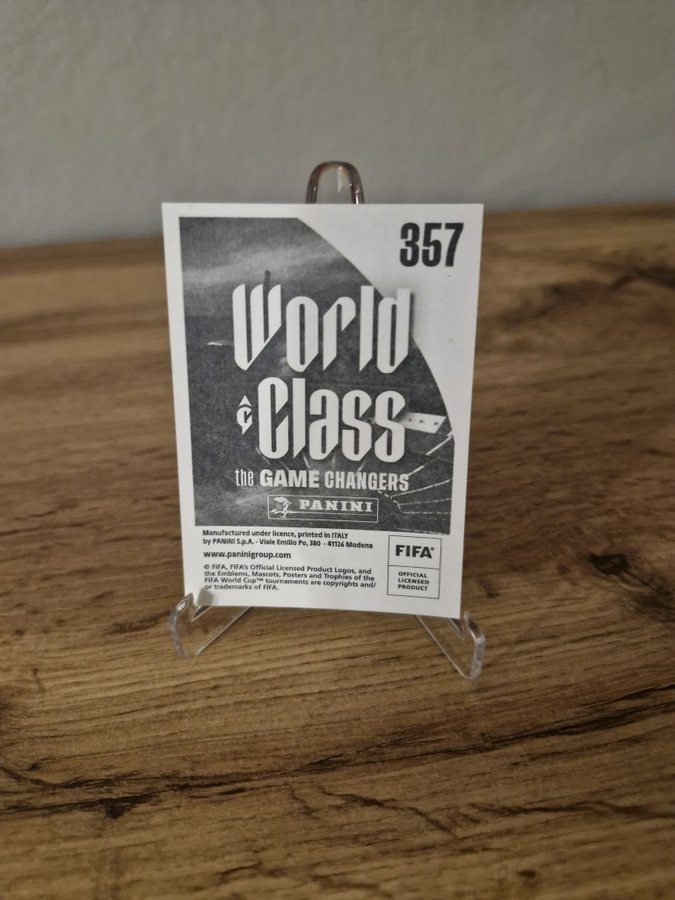 357
World
Class
the GAME CHANGERS
PANINI
Manufactured under licence, printed in ITALY
by PANINI S.p.A. - Viale Emilio Po, 380 - 41126 Modena
www.paninigroup.com
© FIFA, FIFA's Official Licensed Product Logos, and
the Emblems, Mascots, Posters and Trophies of the
FIFA World Cup™ tournaments are copyrights and/
or trademarks of FIFA.
FIFA®
OFFICIAL
LICENSED
PRODUCT